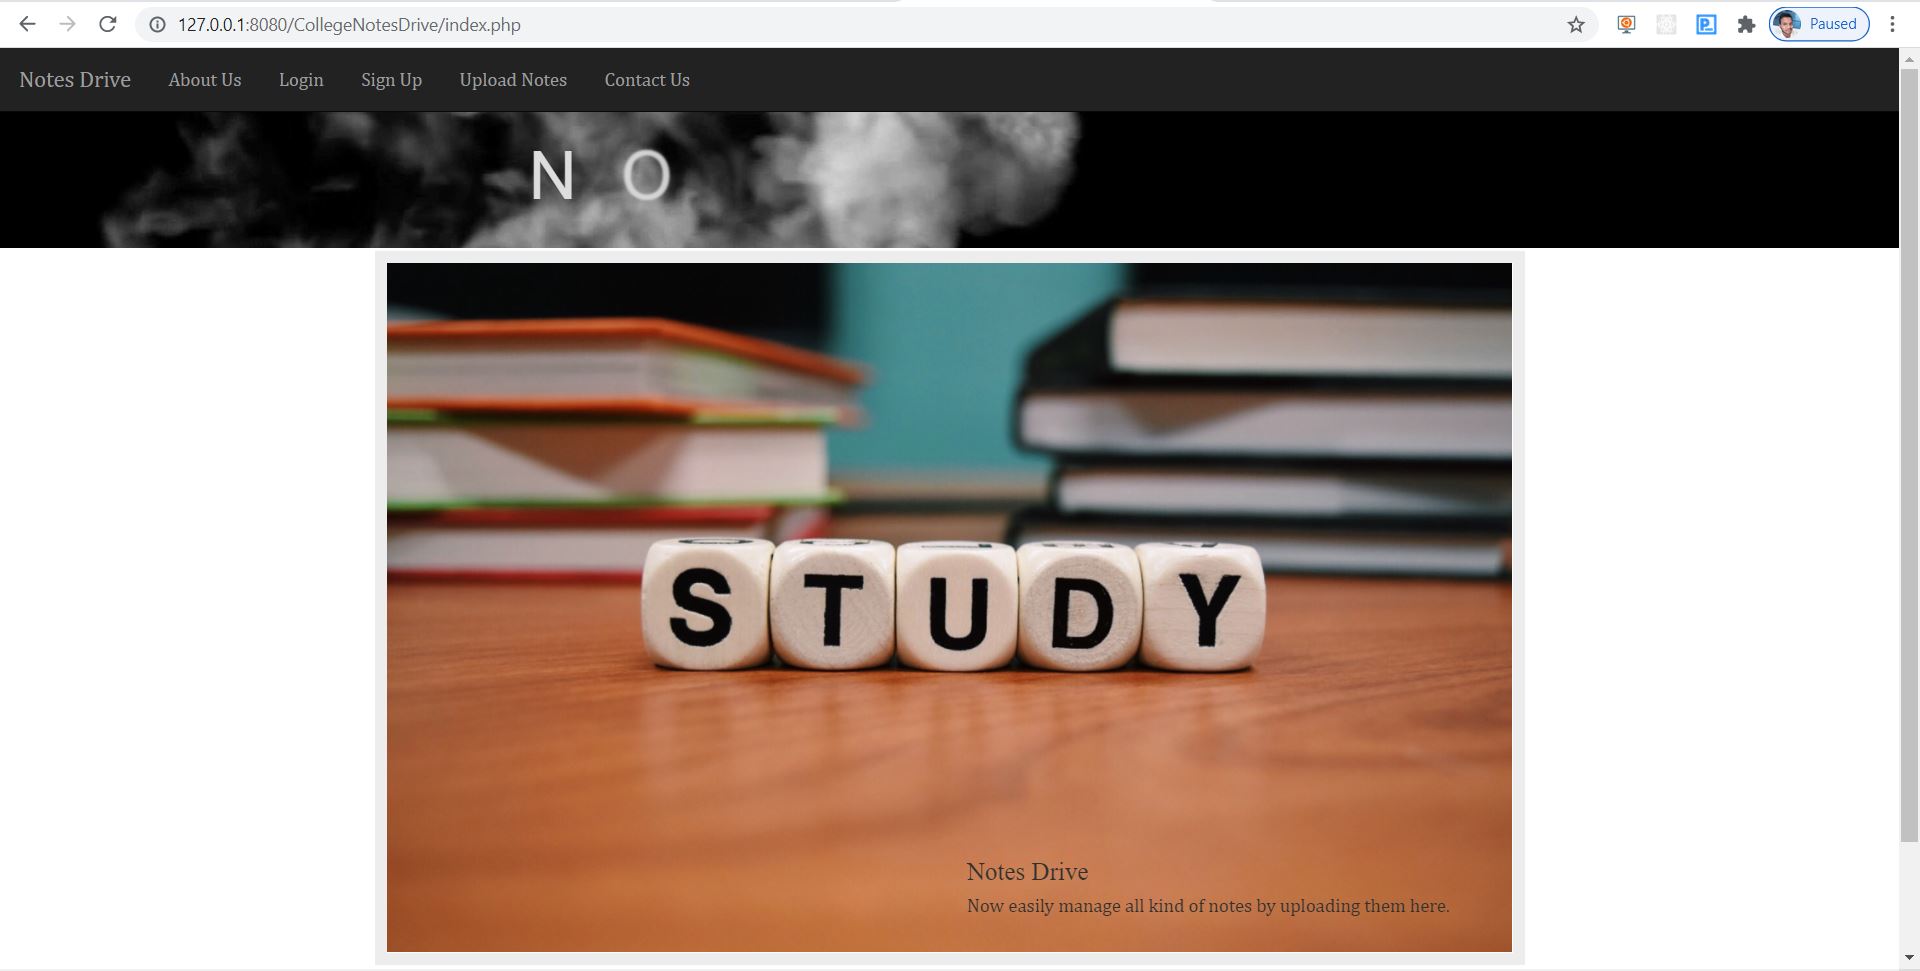 127.0.0.1:8080/CollegeNotesDrive/index.php
Paused
Notes Drive About Us Login Sign Up Upload Notes Contact Us
N O
STUDY
Notes Drive
Now easily manage all kind of notes by uploading them here.